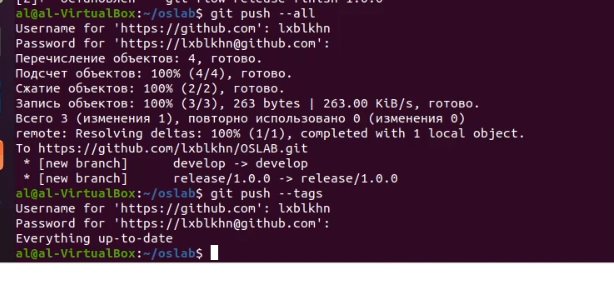 al@al-VirtualBox:~/oslab$ git push --all
Username for 'https://github.com': lxblkhn
Password for 'https://lxblkhn@github.com':
Перечисление объектов: 4, готово.
Подсчет объектов: 100% (4/4), готово.
Сжатие объектов: 100% (2/2), готово.
Запись объектов: 100% (3/3), 263 bytes | 263.00 KiB/s, готово.
Всего 3 (изменения 1), повторно использовано 0 (изменения 0)
remote: Resolving deltas: 100% (1/1), completed with 1 local object.
To https://github.com/lxblkhn/OSLAB.git
 * [new branch]      develop -> develop
 * [new branch]      release/1.0.0 -> release/1.0.0
al@al-VirtualBox:~/oslab$ git push --tags
Username for 'https://github.com': lxblkhn
Password for 'https://lxblkhn@github.com':
Everything up-to-date
al@al-VirtualBox:~/oslab$